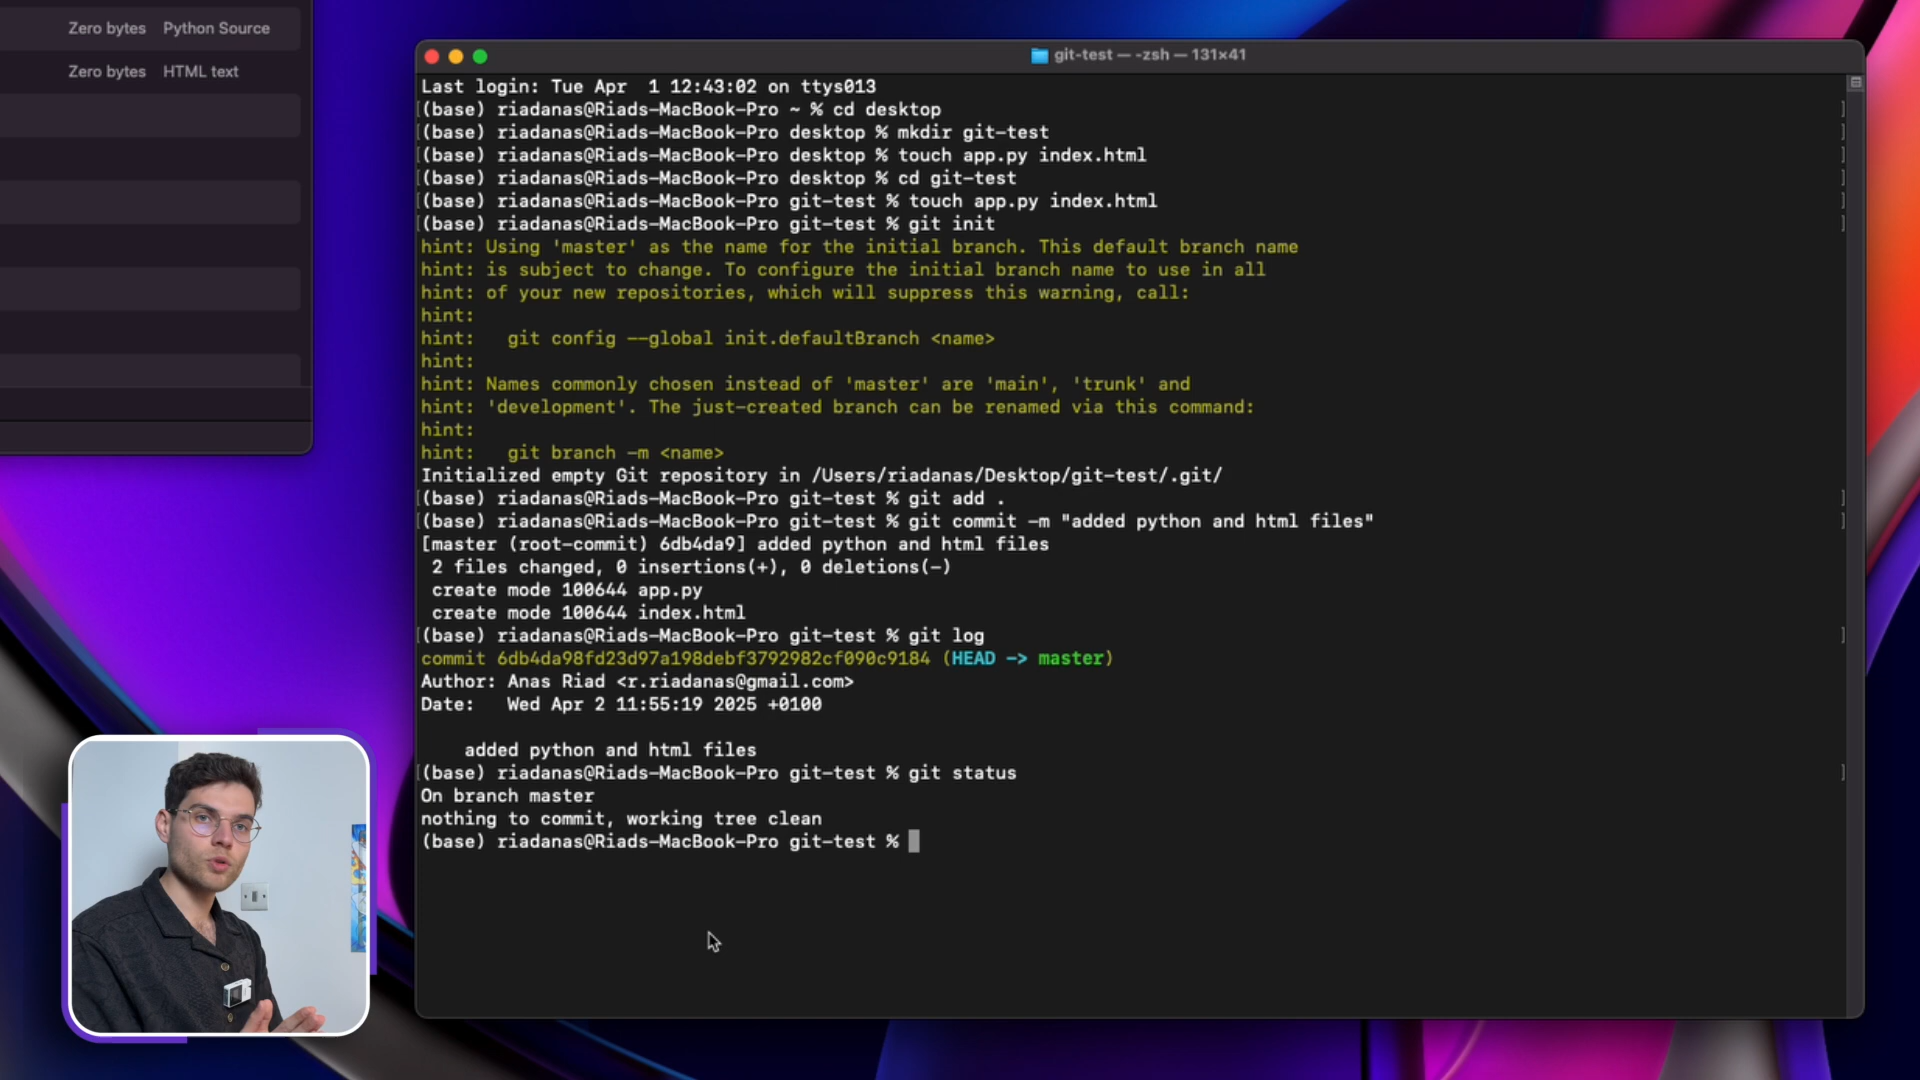 Zero bytes Python Source
Zero bytes HTML text
git-test — -zsh — 131×41
Last login: Tue Apr  1 12:43:02 on ttys013
[(base) riadanas@Riads-MacBook-Pro ~ % cd desktop ]
[(base) riadanas@Riads-MacBook-Pro desktop % mkdir git-test ]
[(base) riadanas@Riads-MacBook-Pro desktop % touch app.py index.html ]
[(base) riadanas@Riads-MacBook-Pro desktop % cd git-test ]
[(base) riadanas@Riads-MacBook-Pro git-test % touch app.py index.html ]
[(base) riadanas@Riads-MacBook-Pro git-test % git init ]
hint: Using 'master' as the name for the initial branch. This default branch name
hint: is subject to change. To configure the initial branch name to use in all
hint: of your new repositories, which will suppress this warning, call:
hint:
hint:   git config --global init.defaultBranch <name>
hint:
hint: Names commonly chosen instead of 'master' are 'main', 'trunk' and
hint: 'development'. The just-created branch can be renamed via this command:
hint:
hint:   git branch -m <name>
Initialized empty Git repository in /Users/riadanas/Desktop/git-test/.git/
[(base) riadanas@Riads-MacBook-Pro git-test % git add . ]
[(base) riadanas@Riads-MacBook-Pro git-test % git commit -m "added python and html files" ]
[master (root-commit) 6db4da9] added python and html files
 2 files changed, 0 insertions(+), 0 deletions(-)
 create mode 100644 app.py
 create mode 100644 index.html
[(base) riadanas@Riads-MacBook-Pro git-test % git log ]
commit 6db4da98fd23d97a198debf3792982cf090c9184 (HEAD -> master)
Author: Anas Riad <r.riadanas@gmail.com>
Date:   Wed Apr 2 11:55:19 2025 +0100
    added python and html files
[(base) riadanas@Riads-MacBook-Pro git-test % git status ]
On branch master
nothing to commit, working tree clean
(base) riadanas@Riads-MacBook-Pro git-test %